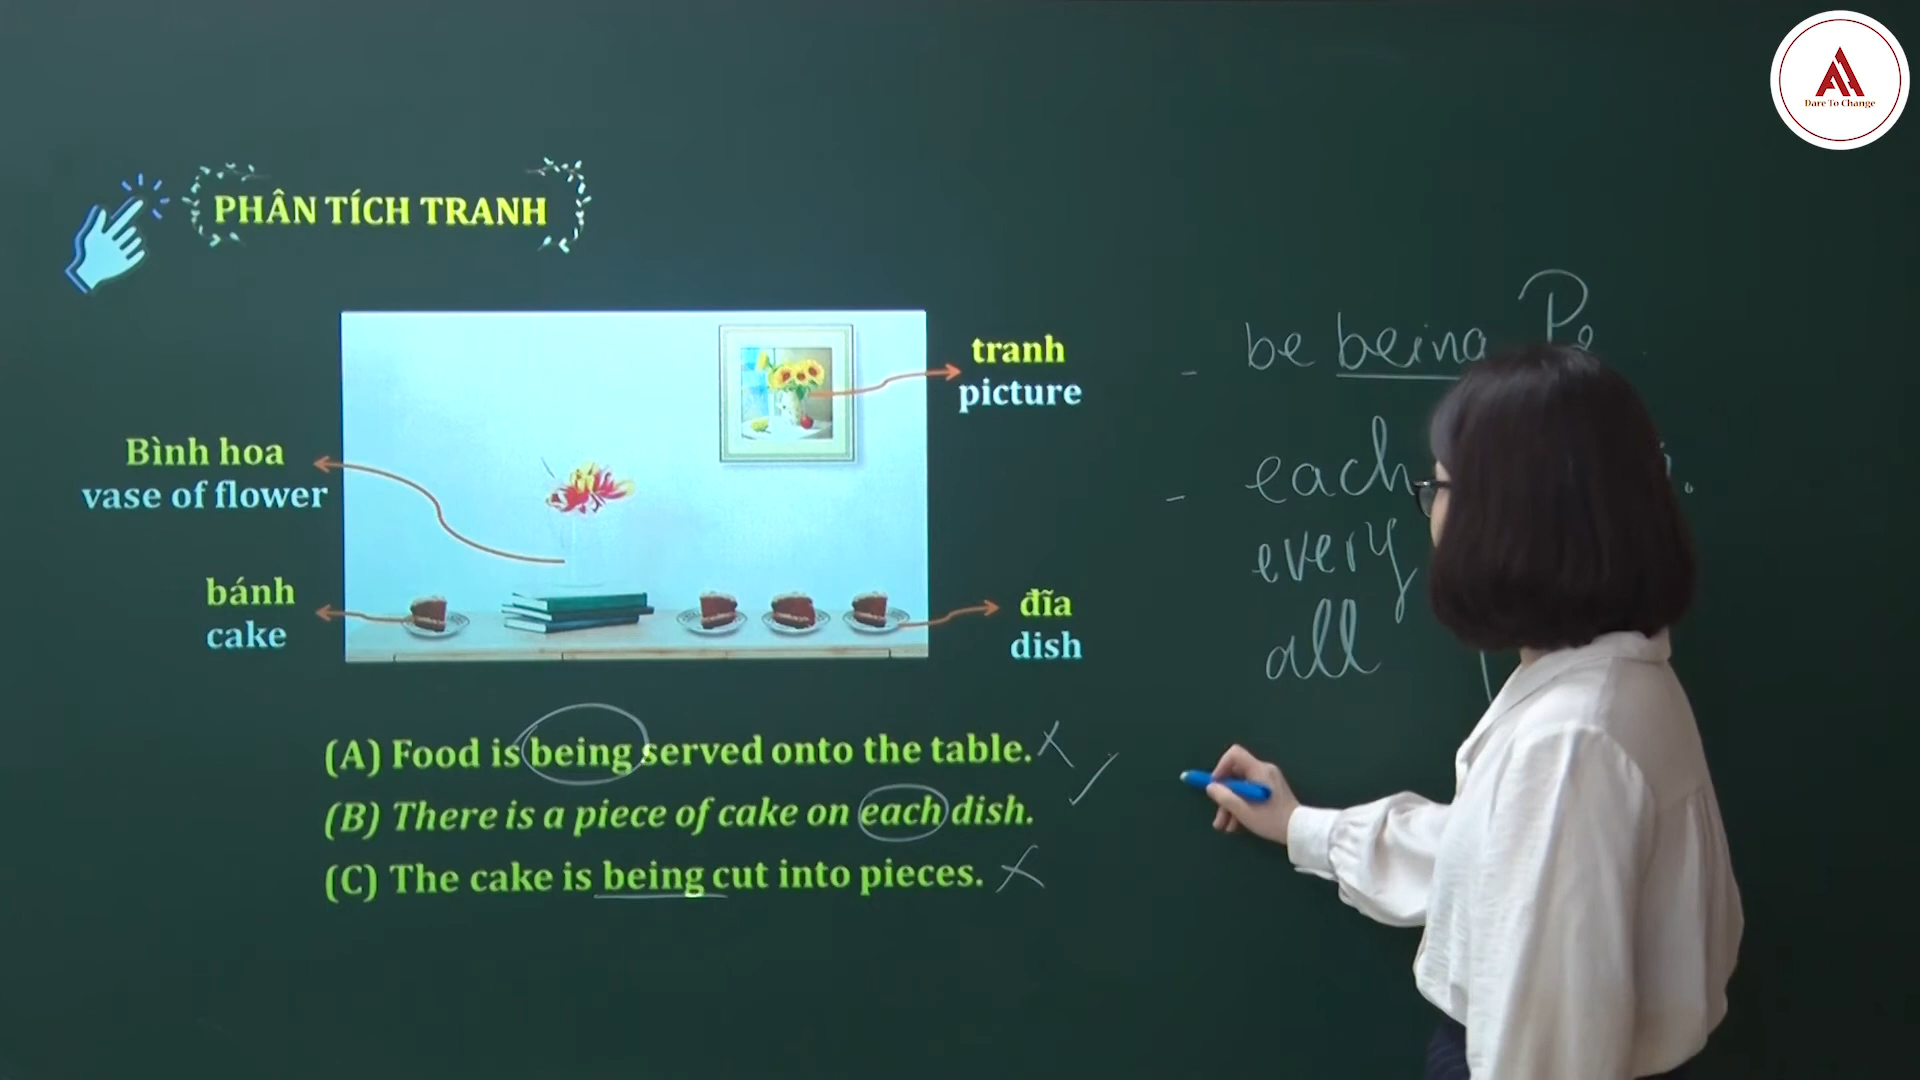 Dare To Change
PHÂN TÍCH TRANH
tranh
picture
Bình hoa
vase of flower
bánh
cake
đĩa
dish
(A) Food is being served onto the table.
(B) There is a piece of cake on each dish.
(C) The cake is being cut into pieces.
- be being
- each
every
all